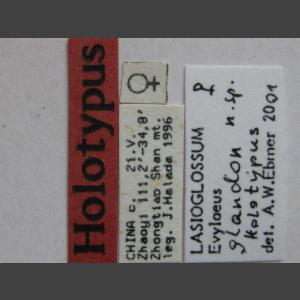 Holotypus
♀
CHINA c. 21.V.
Zhaoyi 111,2'-34,8'
Zhongtiao Shan mt.
leg. J.Halada 1996
♀
LASIOGLOSSUM
Evylaeus
glandon n.sp.
holotypus
del. A.W.Ebmer 2001